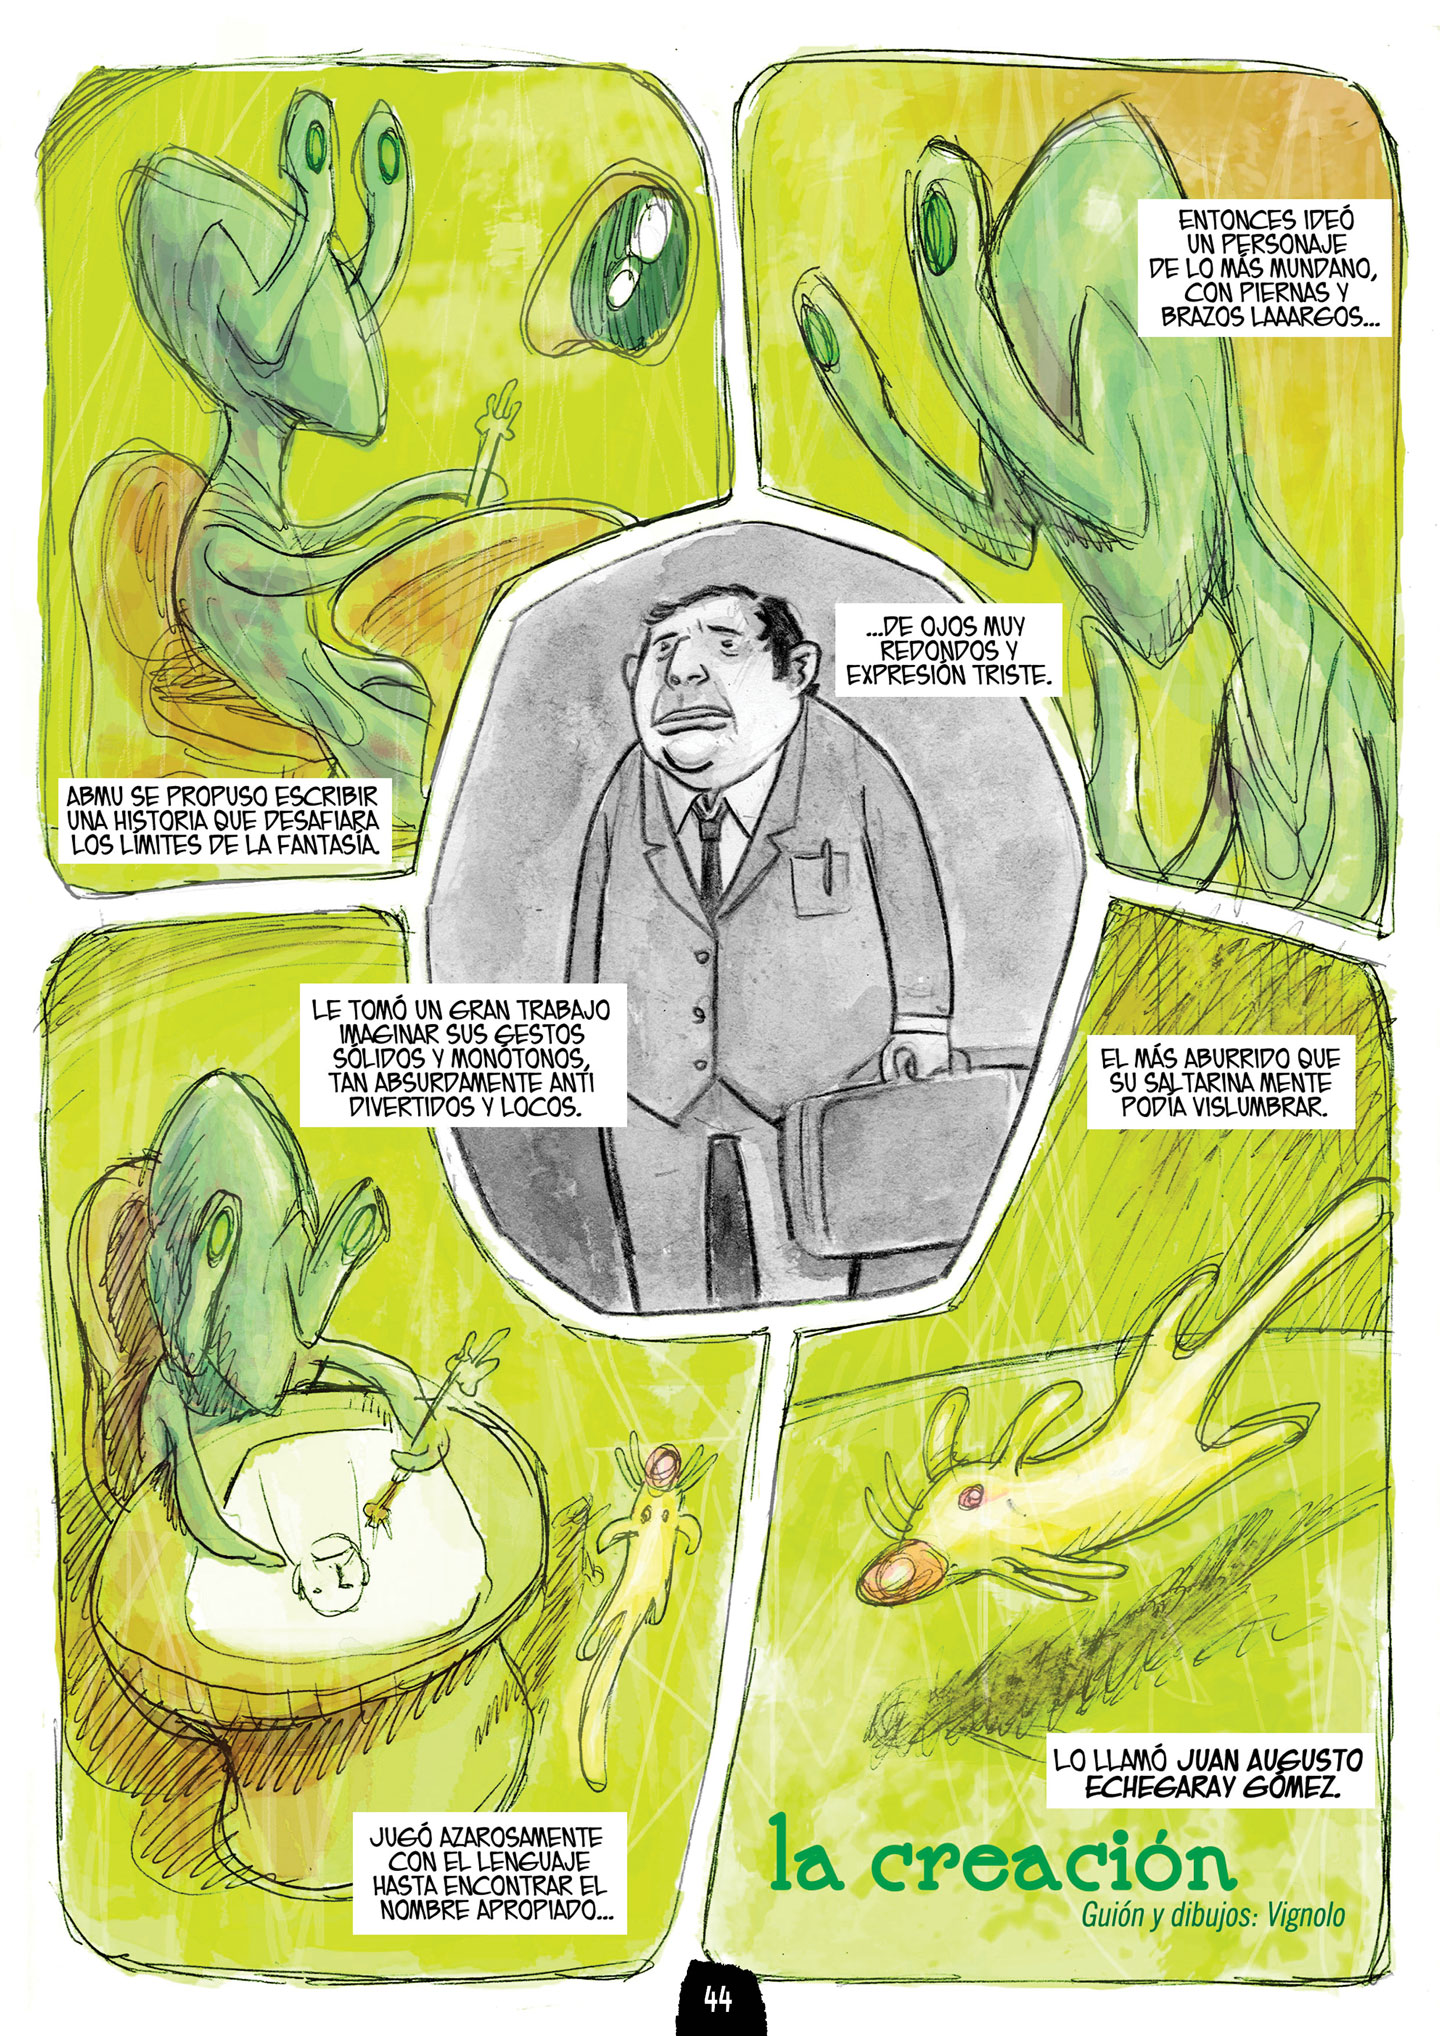 ABMU SE PROPUSO ESCRIBIR
UNA HISTORIA QUE DESAFIARA
LOS LÍMITES DE LA FANTASÍA.
ENTONCES IDEÓ
UN PERSONAJE
DE LO MÁS MUNDANO,
CON PIERNAS Y
BRAZOS LAAARGOS...
...DE OJOS MUY
REDONDOS Y
EXPRESIÓN TRISTE.
LE TOMÓ UN GRAN TRABAJO
IMAGINAR SUS GESTOS
SÓLIDOS Y MONÓTONOS,
TAN ABSURDAMENTE ANTI
DIVERTIDOS Y LOCOS.
EL MÁS ABURRIDO QUE
SU SALTARINA MENTE
PODÍA VISLUMBRAR.
JUGÓ AZAROSAMENTE
CON EL LENGUAJE
HASTA ENCONTRAR EL
NOMBRE APROPIADO...
LO LLAMÓ JUAN AUGUSTO
ECHEGARAY GÓMEZ.
la creación
Guión y dibujos: Vignolo
44